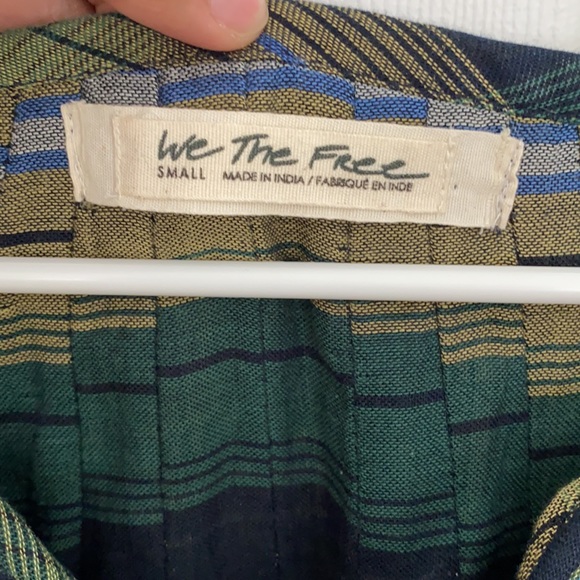 We The Free
SMALL MADE IN INDIA / FABRIQUÉ EN INDE